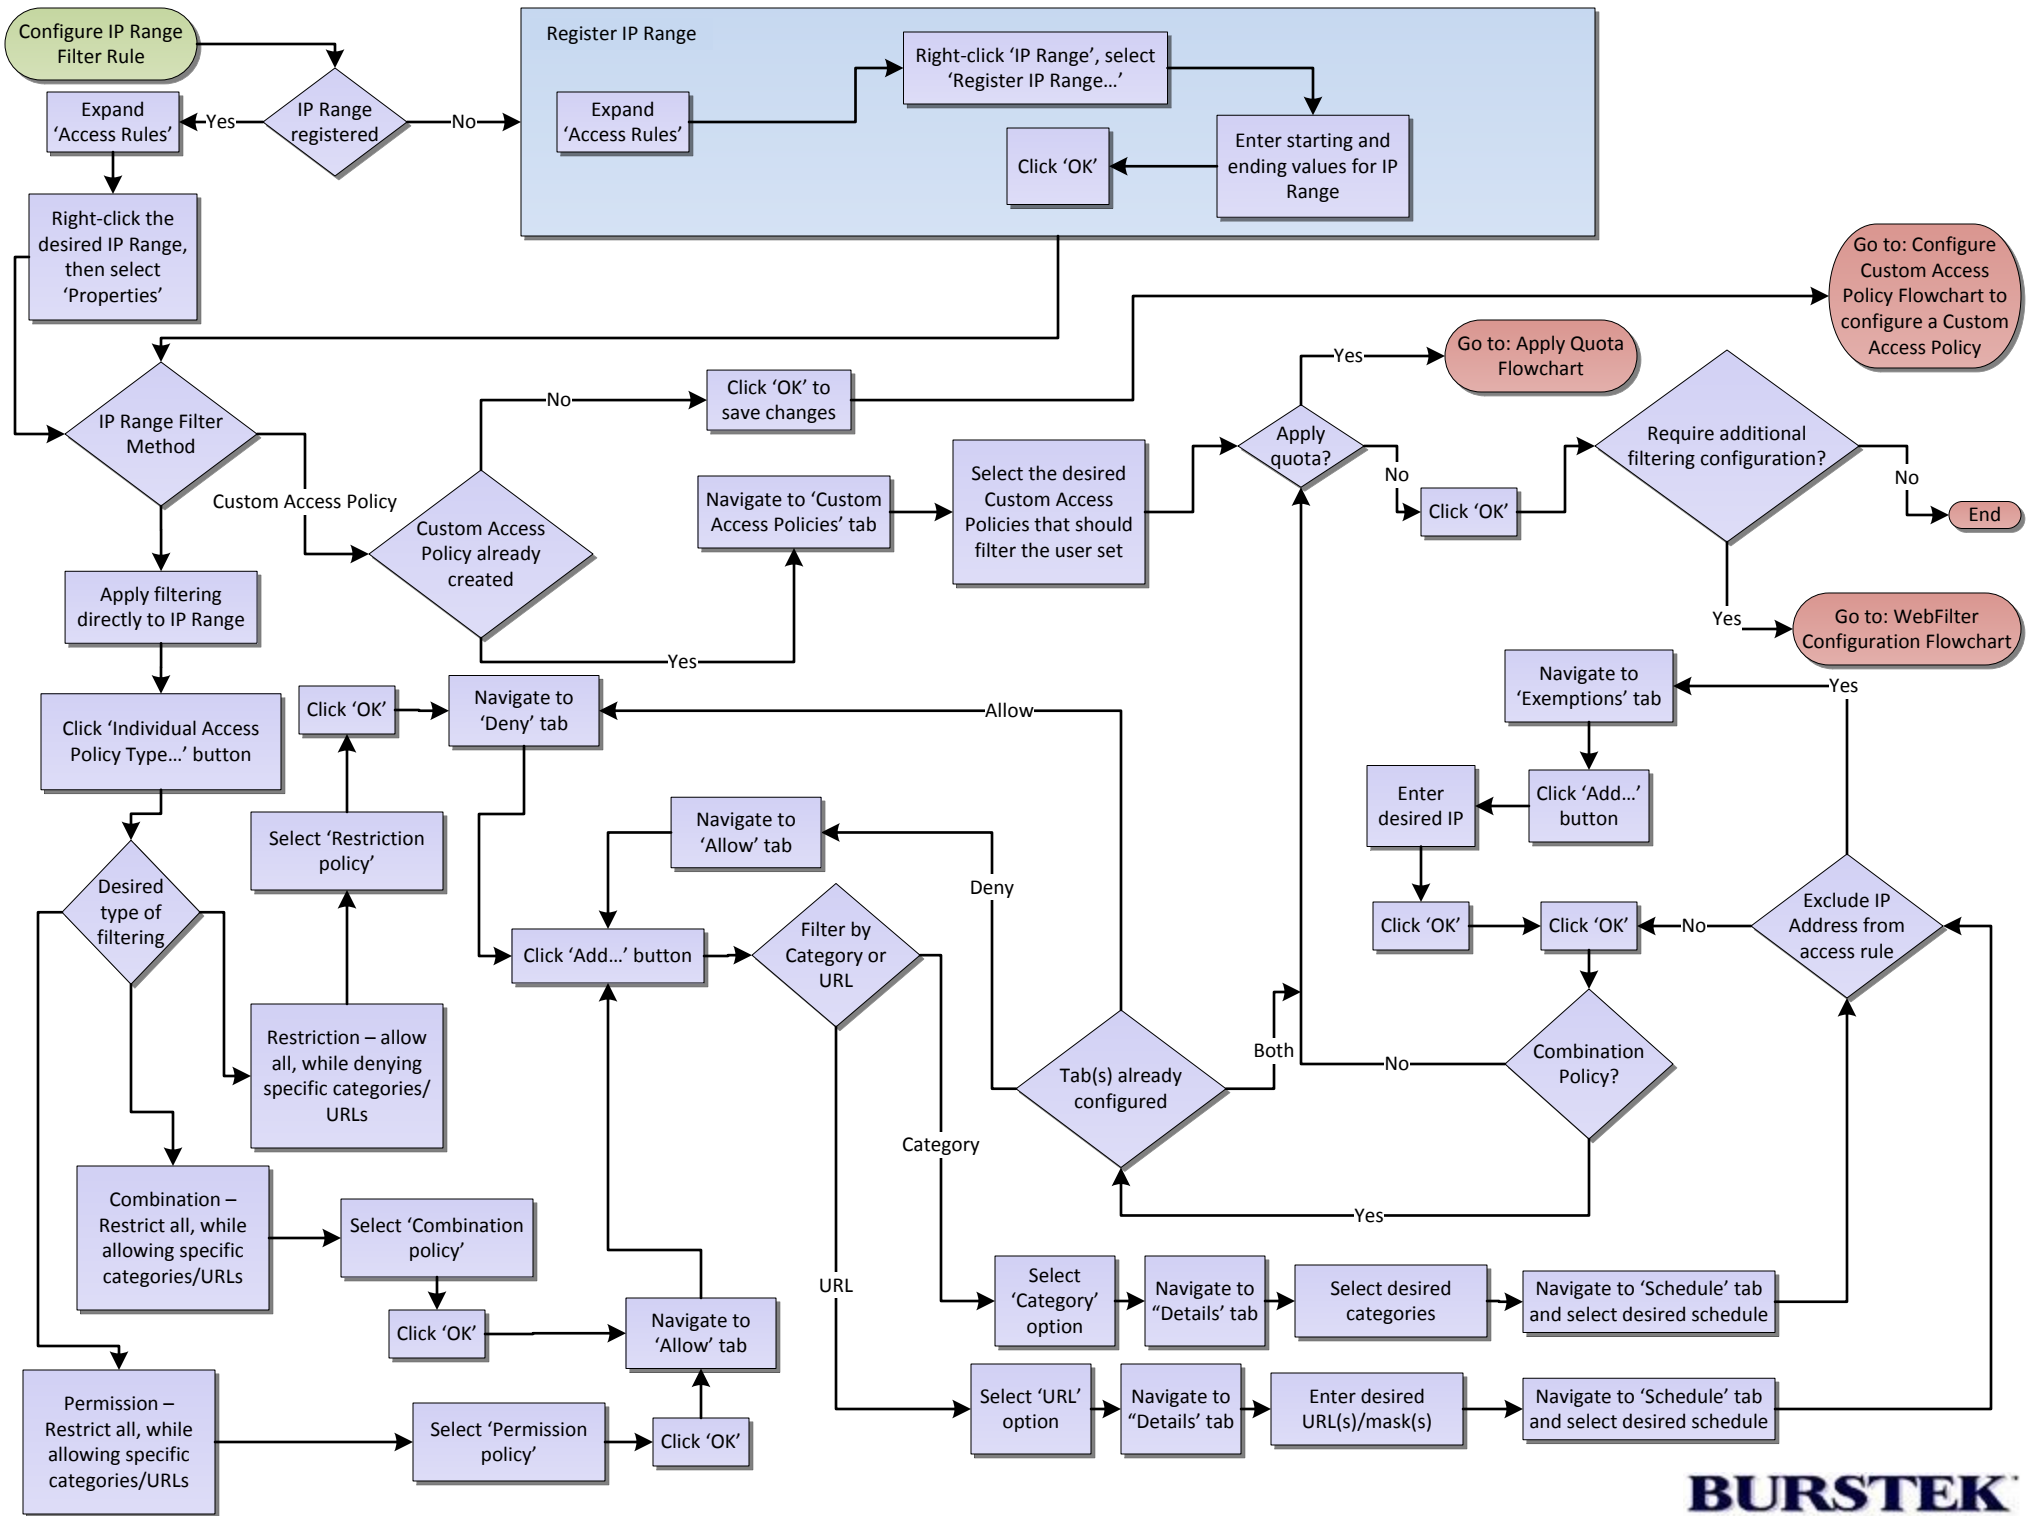 Configure IP Range
Filter Rule
IP Range
registered
Yes
No
Expand
‘Access Rules’
Right-click the
desired IP Range,
then select
‘Properties’
Register IP Range
Expand
‘Access Rules’
Right-click ‘IP Range’, select
‘Register IP Range…’
Enter starting and
ending values for IP
Range
Click ‘OK’
Go to: Configure
Custom Access
Policy Flowchart to
configure a Custom
Access Policy
IP Range Filter
Method
Custom Access Policy
Custom Access
Policy already
created
No
Click ‘OK’ to
save changes
Yes
Navigate to ‘Custom
Access Policies’ tab
Select the desired
Custom Access
Policies that should
filter the user set
Apply
quota?
Yes
Go to: Apply Quota
Flowchart
No
Click ‘OK’
Require additional
filtering configuration?
No
End
Yes
Go to: WebFilter
Configuration Flowchart
Apply filtering
directly to IP Range
Click ‘Individual Access
Policy Type…’ button
Desired
type of
filtering
Click ‘OK’
Select ‘Restriction
policy’
Restriction – allow
all, while denying
specific categories/
URLs
Combination –
Restrict all, while
allowing specific
categories/URLs
Select ‘Combination
policy’
Click ‘OK’
Permission –
Restrict all, while
allowing specific
categories/URLs
Select ‘Permission
policy’
Click ‘OK’
Navigate to
‘Allow’ tab
Navigate to
‘Deny’ tab
Allow
Navigate to
‘Allow’ tab
Deny
Click ‘Add…’ button
Filter by
Category or
URL
Category
URL
Tab(s) already
configured
Both
No
Yes
Combination
Policy?
Navigate to
‘Exemptions’ tab
Yes
Click ‘Add…’
button
Enter
desired IP
Click ‘OK’
Click ‘OK’
No
Exclude IP
Address from
access rule
Select
‘Category’
option
Navigate to
“Details’ tab
Select desired
categories
Navigate to ‘Schedule’ tab
and select desired schedule
Select ‘URL’
option
Navigate to
“Details’ tab
Enter desired
URL(s)/mask(s)
Navigate to ‘Schedule’ tab
and select desired schedule
BURSTEK